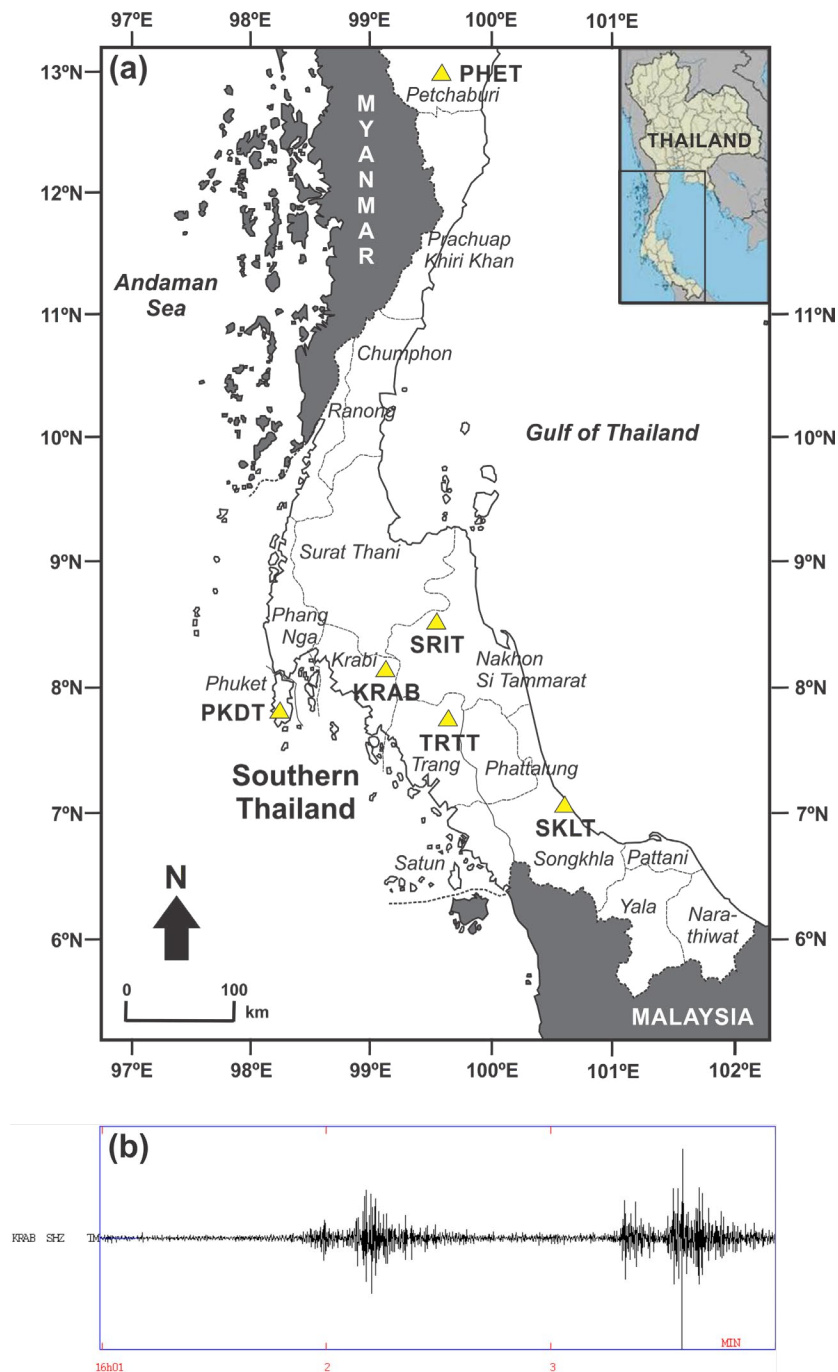 97ºE 98ºE 99ºE 100ºE 101ºE
(a)
13ºN
PHET
Petchaburi
THAILAND
MYANMAR
12ºN
Prachuap
Khiri Khan
Andaman
Sea
11ºN 11ºN
Chumphon
Ranong
10ºN 10ºN
Gulf of Thailand
9ºN 9ºN
Surat Thani
Phang
Nga
SRIT
Krabi
Nakhon
Si Tammarat
8ºN 8ºN
Phuket
KRAB
PKDT
TRTT
Trang
Phattalung
Southern
Thailand
7ºN 7ºN
SKLT
Songkhla
Pattani
Satun
N
Yala
Nara-
thiwat
6ºN 6ºN
0 100
km
MALAYSIA
97ºE 98ºE 99ºE 100ºE 101ºE 102ºE
(b)
KRAB SHZ TM
MIN
16h01 2 3